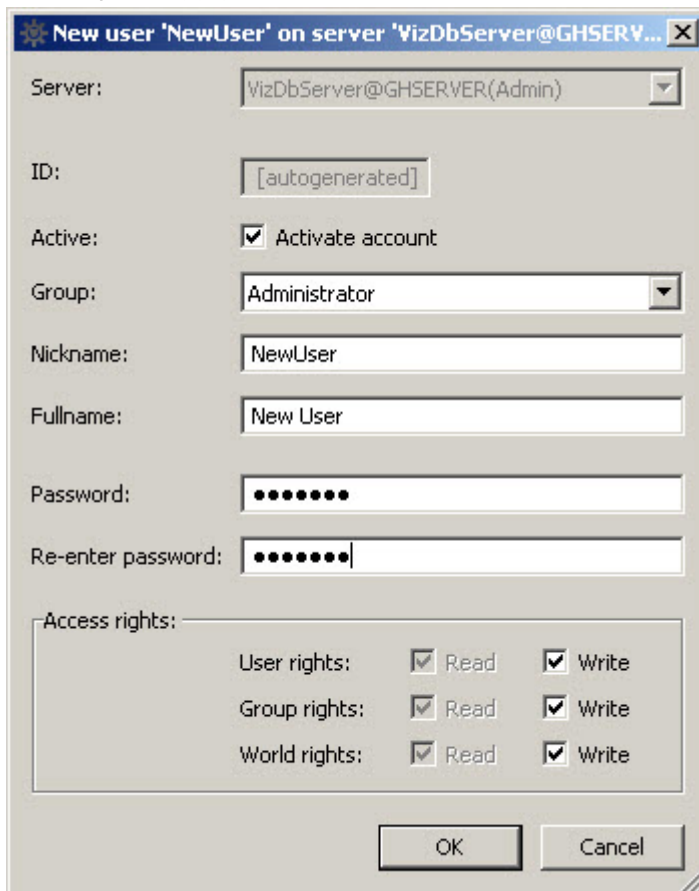 New user 'NewUser' on server 'VizDbServer@GHSERV...
Server: VizDbServer@GHSERVER(Admin)
ID: [autogenerated]
Active: Activate account
Group: Administrator
Nickname: NewUser
Fullname: New User
Password: ●●●●●●●
Re-enter password: ●●●●●●●
Access rights:
User rights: Read Write
Group rights: Read Write
World rights: Read Write
OK Cancel